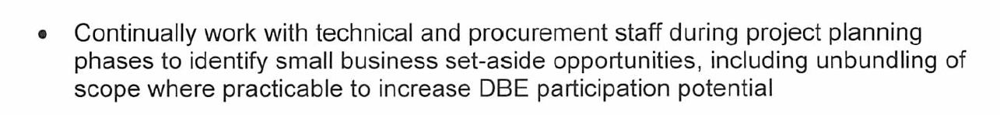 • Continually work with technical and procurement staff during project planning
phases to identify small business set-aside opportunities, including unbundling of
scope where practicable to increase DBE participation potential